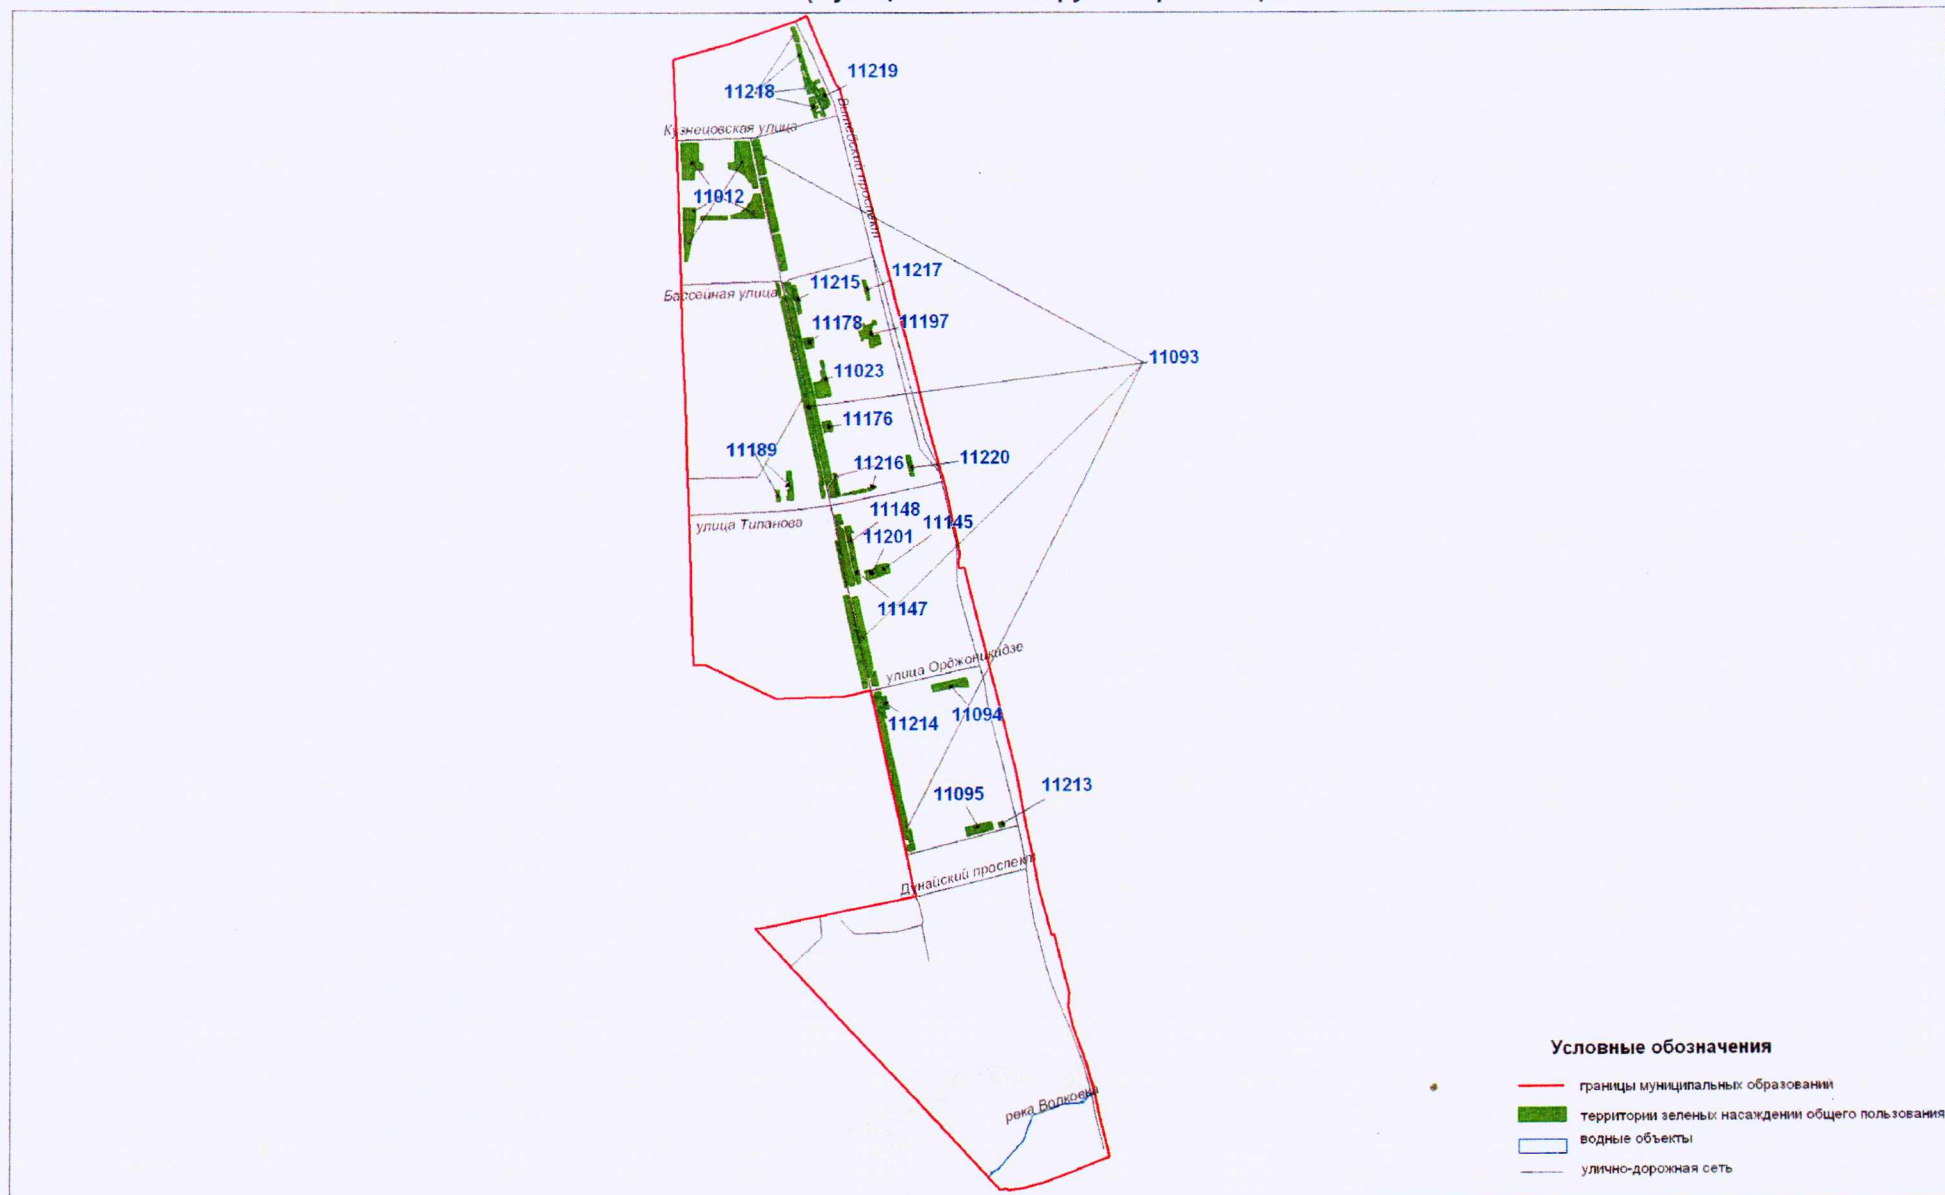 11219
11218
Кузнецовская улица
Витебский проспект
11012
11217
11215
Бассейная улица
11178
11197
11093
11023
11176
11189
11216
11220
11148
11145
улица Типанова
11201
11147
улица Орджоникидзе
11094
11214
11213
11095
Дунайский проспект
река Волковка
Условные обозначения
границы муниципальных образований
территории зеленых насаждении общего пользования
водные объекты
улично-дорожная сеть